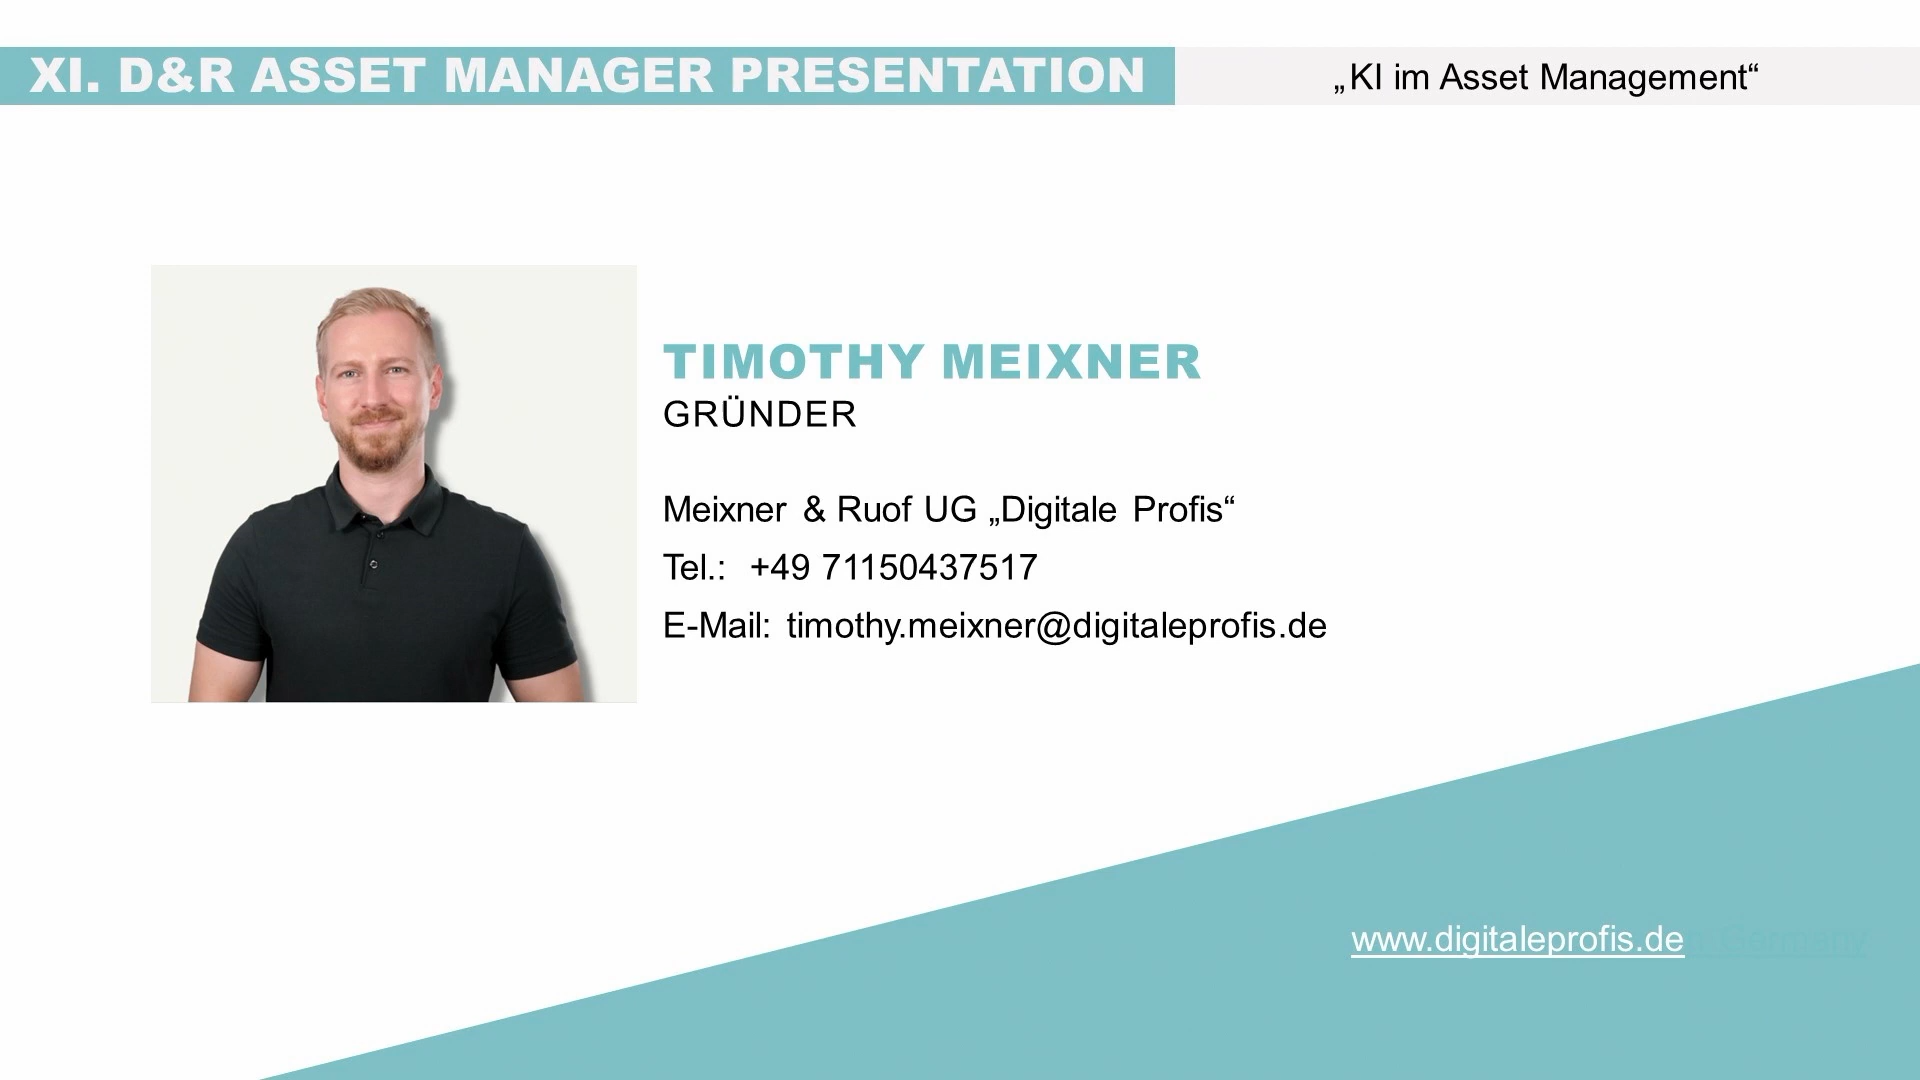 XI. D&R ASSET MANAGER PRESENTATION
„KI im Asset Management“
TIMOTHY MEIXNER
GRÜNDER
Meixner & Ruof UG „Digitale Profis“
Tel.: +49 71150437517
E-Mail: timothy.meixner@digitaleprofis.de
www.digitaleprofis.de
Germany